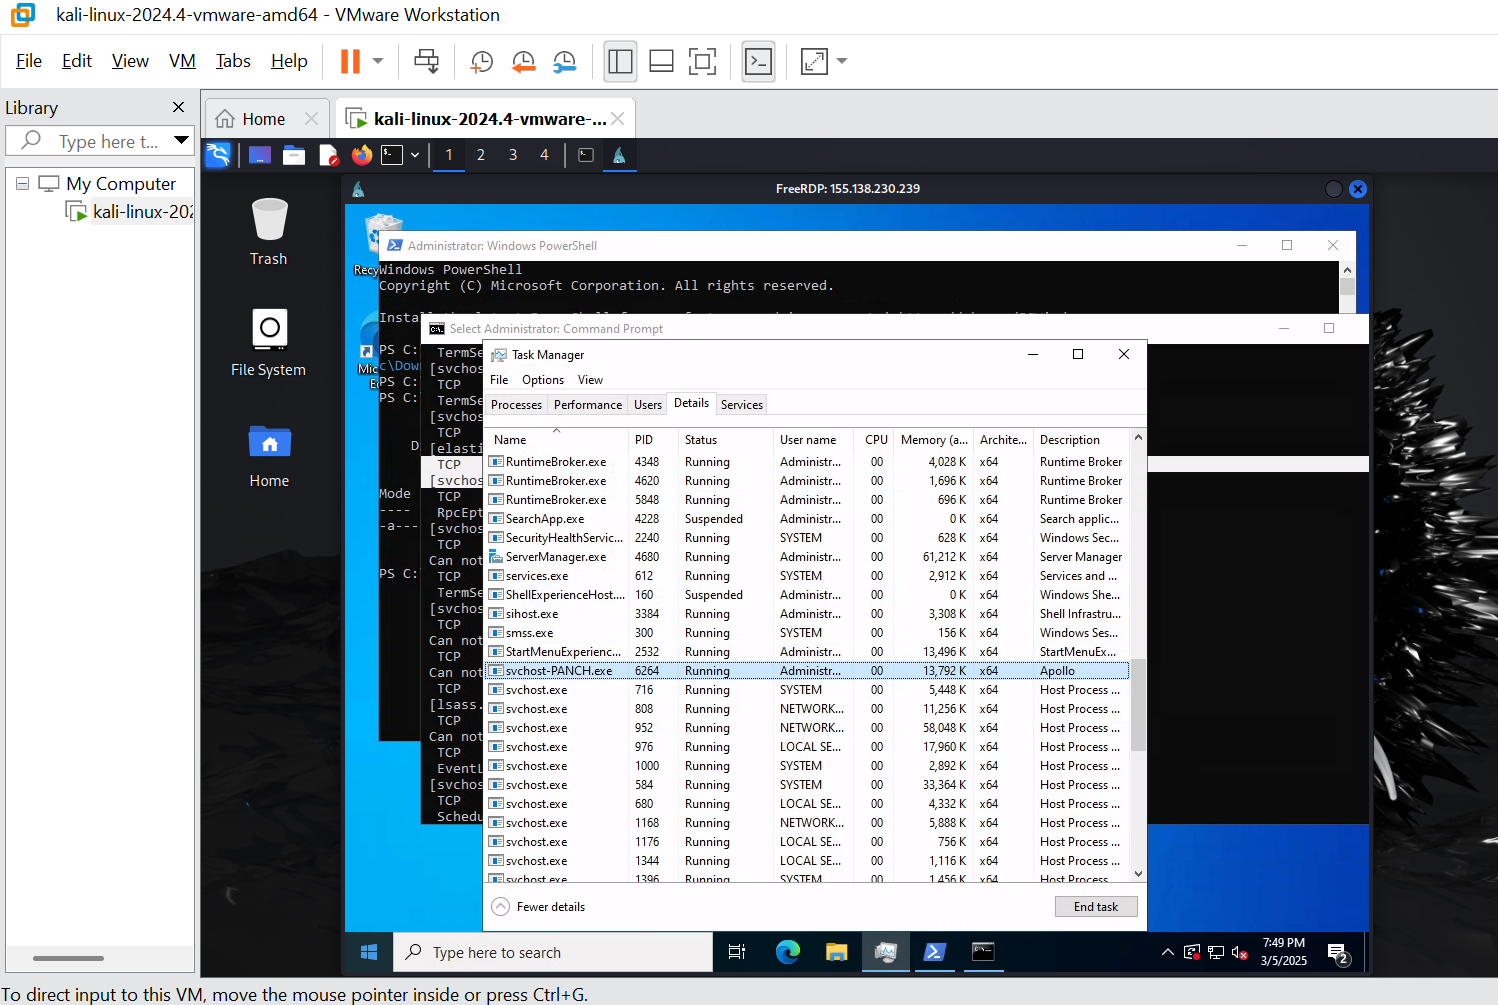 kali-linux-2024.4-vmware-amd64 - VMware Workstation
File Edit View VM Tabs Help
Library
Type here t...
My Computer
kali-linux-202
Home
kali-linux-2024.4-vmware-...
1 2 3 4
Trash
File System
Home
FreeRDP: 155.138.230.239
Recy
Mic
E
Administrator: Windows PowerShell
Windows PowerShell
Copyright (C) Microsoft Corporation. All rights reserved.
PS C:
c\Dow
PS C:
PS C:
D
Mode
----
-a---
PS C:
Select Administrator: Command Prompt
TermSe
[svchos
TCP
TermSe
[svchos
TCP
[elasti
TCP
[svchos
TCP
RpcEpt
[svchos
TCP
Can not
TCP
TermSe
[svchos
TCP
Can not
TCP
Can not
TCP
[lsass.
TCP
Can not
TCP
EventL
[svchos
TCP
Schedu
Task Manager
File Options View
Processes Performance Users Details Services
Name PID Status User name CPU Memory (a... Archite... Description
RuntimeBroker.exe 4348 Running Administr... 00 4,028 K x64 Runtime Broker
RuntimeBroker.exe 4620 Running Administr... 00 1,696 K x64 Runtime Broker
RuntimeBroker.exe 5848 Running Administr... 00 696 K x64 Runtime Broker
SearchApp.exe 4228 Suspended Administr... 00 0 K x64 Search applic...
SecurityHealthServic... 2240 Running SYSTEM 00 628 K x64 Windows Sec...
ServerManager.exe 4680 Running Administr... 00 61,212 K x64 Server Manager
services.exe 612 Running SYSTEM 00 2,912 K x64 Services and ...
ShellExperienceHost.... 160 Suspended Administr... 00 0 K x64 Windows She...
sihost.exe 3384 Running Administr... 00 3,308 K x64 Shell Infrastru...
smss.exe 300 Running SYSTEM 00 156 K x64 Windows Ses...
StartMenuExperienc... 2532 Running Administr... 00 13,496 K x64 StartMenuEx...
svchost-PANCH.exe 6264 Running Administr... 00 13,792 K x64 Apollo
svchost.exe 716 Running SYSTEM 00 5,448 K x64 Host Process ...
svchost.exe 808 Running NETWORK... 00 11,256 K x64 Host Process ...
svchost.exe 952 Running NETWORK... 00 58,048 K x64 Host Process ...
svchost.exe 976 Running LOCAL SE... 00 17,960 K x64 Host Process ...
svchost.exe 1000 Running SYSTEM 00 2,892 K x64 Host Process ...
svchost.exe 584 Running SYSTEM 00 33,364 K x64 Host Process ...
svchost.exe 680 Running LOCAL SE... 00 4,332 K x64 Host Process ...
svchost.exe 1168 Running NETWORK... 00 5,888 K x64 Host Process ...
svchost.exe 1176 Running LOCAL SE... 00 756 K x64 Host Process ...
svchost.exe 1344 Running LOCAL SE... 00 1,116 K x64 Host Process ...
svchost.exe 1396 Running SYSTEM 00 1,456 K x64 Host Process
Fewer details
End task
Type here to search
7:49 PM
3/5/2025
2
To direct input to this VM, move the mouse pointer inside or press Ctrl+G.